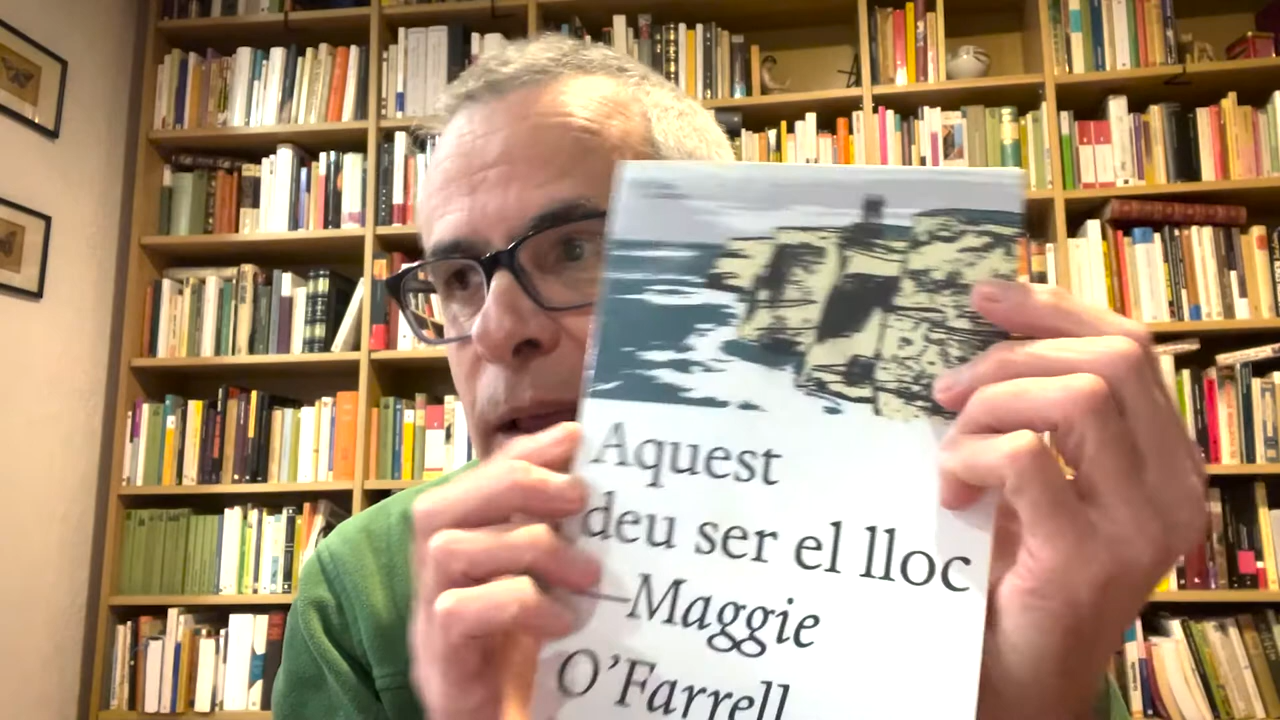 Aquest
deu ser el lloc
—Maggie
O’Farrell